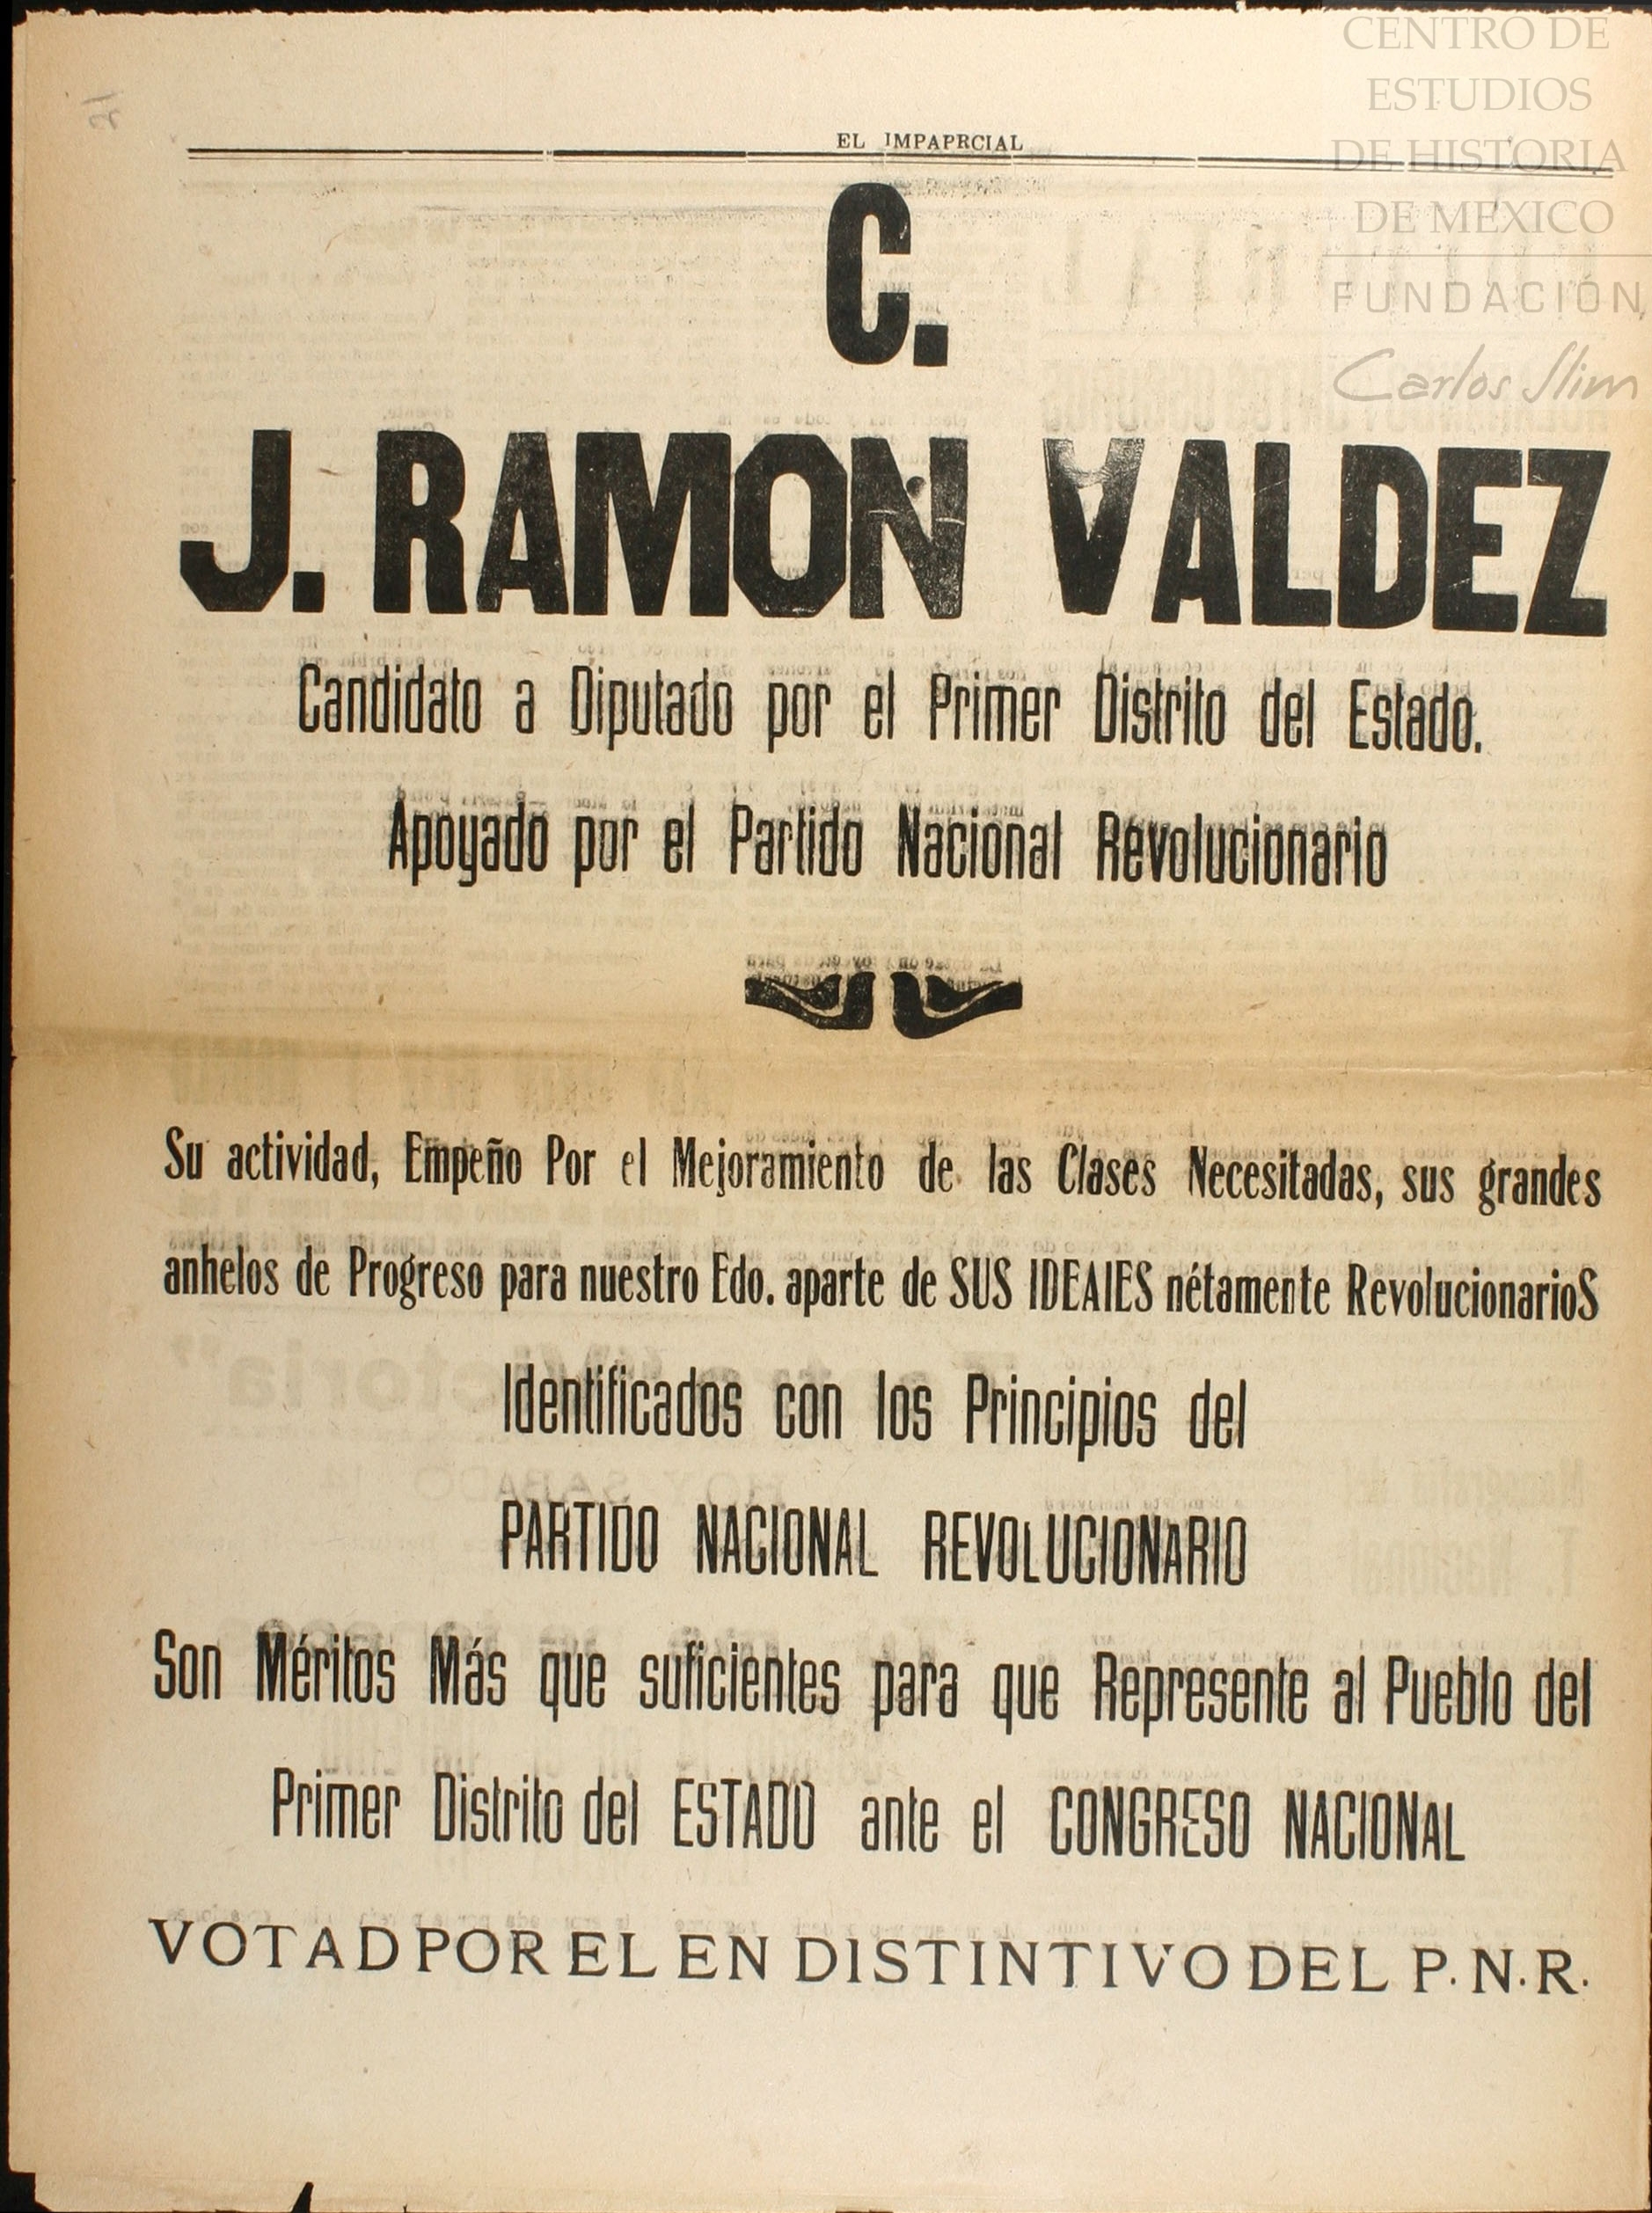 CENTRO DE
ESTUDIOS
DE HISTORIA
DE MEXICO
FUNDACIÓN
Carlos Slim
21
EL IMPAPRCIAL
C.
J. RAMON VALDEZ
Candidato a Diputado por el Primer Distrito del Estado.
Apoyado por el Partido Nacional Revolucionario
Su actividad, Empeño Por el Mejoramiento de las Clases Necesitadas, sus grandes
anhelos de Progreso para nuestro Edo. aparte de SUS IDEAIES nétamente RevolucionarioS
Identificados con los Principios del
PARTIDO NACIONAL REVOLUCIONARIO
Son Méritos Más que suficientes para que Represente al Pueblo del
Primer Distrito del ESTADO ante el CONGRESO NACIONAL
VOTAD POR EL EN DISTINTIVO DEL P.N.R.